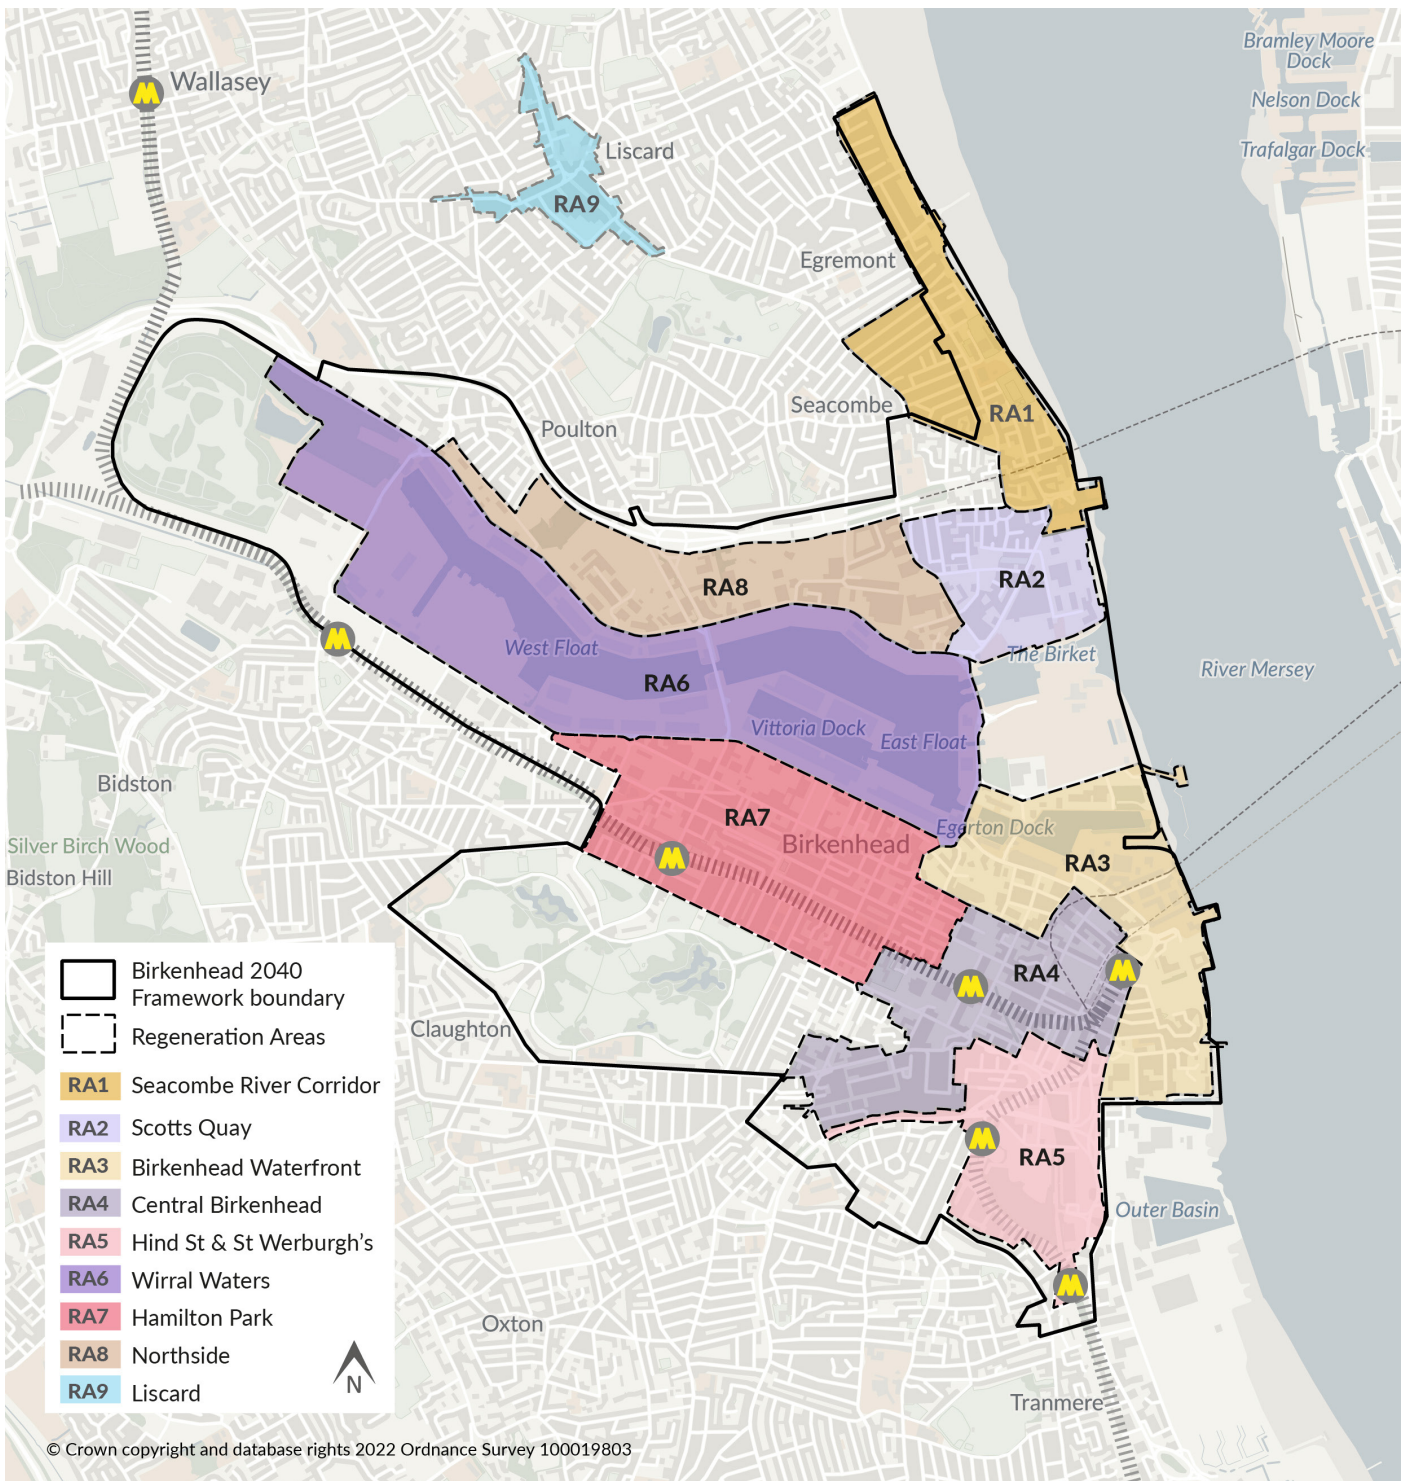 Bramley Moore
Dock
Nelson Dock
Trafalgar Dock
Wallasey
Liscard
RA9
Egremont
Seacombe
RA1
Poulton
RA8
RA2
West Float
The Birket
River Mersey
RA6
Vittoria Dock
East Float
Bidston
RA7
Birkenhead
Egerton Dock
RA3
Silver Birch Wood
Bidston Hill
RA4
Claughton
RA5
Outer Basin
Oxton
Tranmere
Birkenhead 2040
Framework boundary
Regeneration Areas
RA1 Seacombe River Corridor
RA2 Scotts Quay
RA3 Birkenhead Waterfront
RA4 Central Birkenhead
RA5 Hind St & St Werburgh's
RA6 Wirral Waters
RA7 Hamilton Park
RA8 Northside
RA9 Liscard
N
© Crown copyright and database rights 2022 Ordnance Survey 100019803